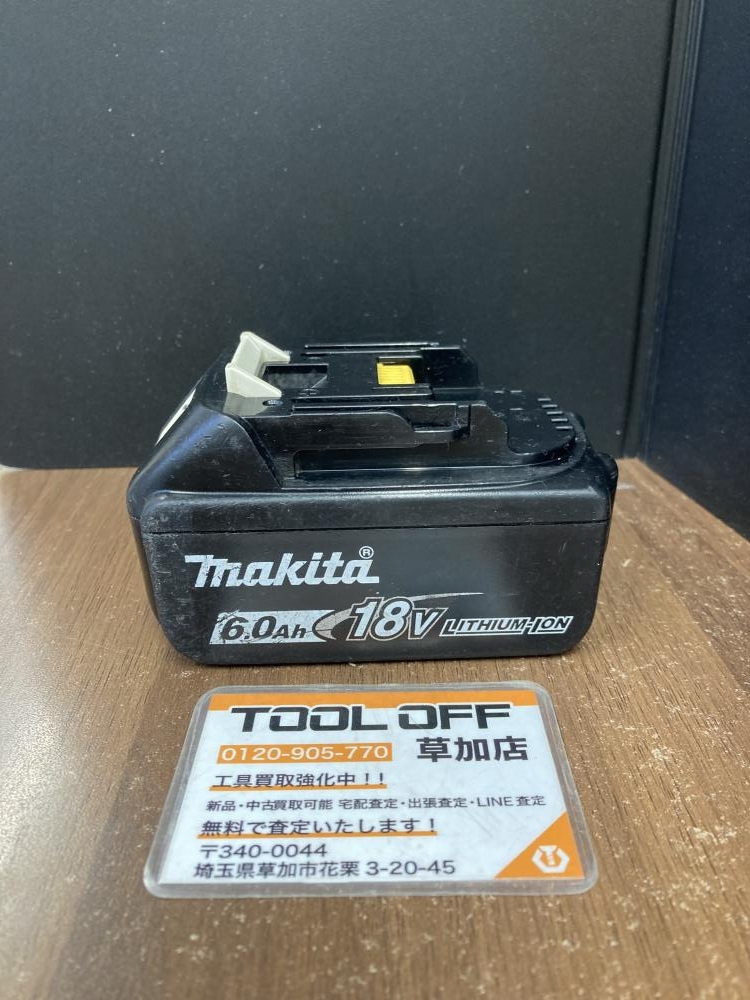 makita®
6.0Ah 18V LITHIUM-ION
TOOL OFF
0120-905-770 草加店
工具買取強化中!!
新品・中古買取可能 宅配査定・出張査定・LINE査定
無料で査定いたします!
〒340-0044
埼玉県草加市花栗3-20-45